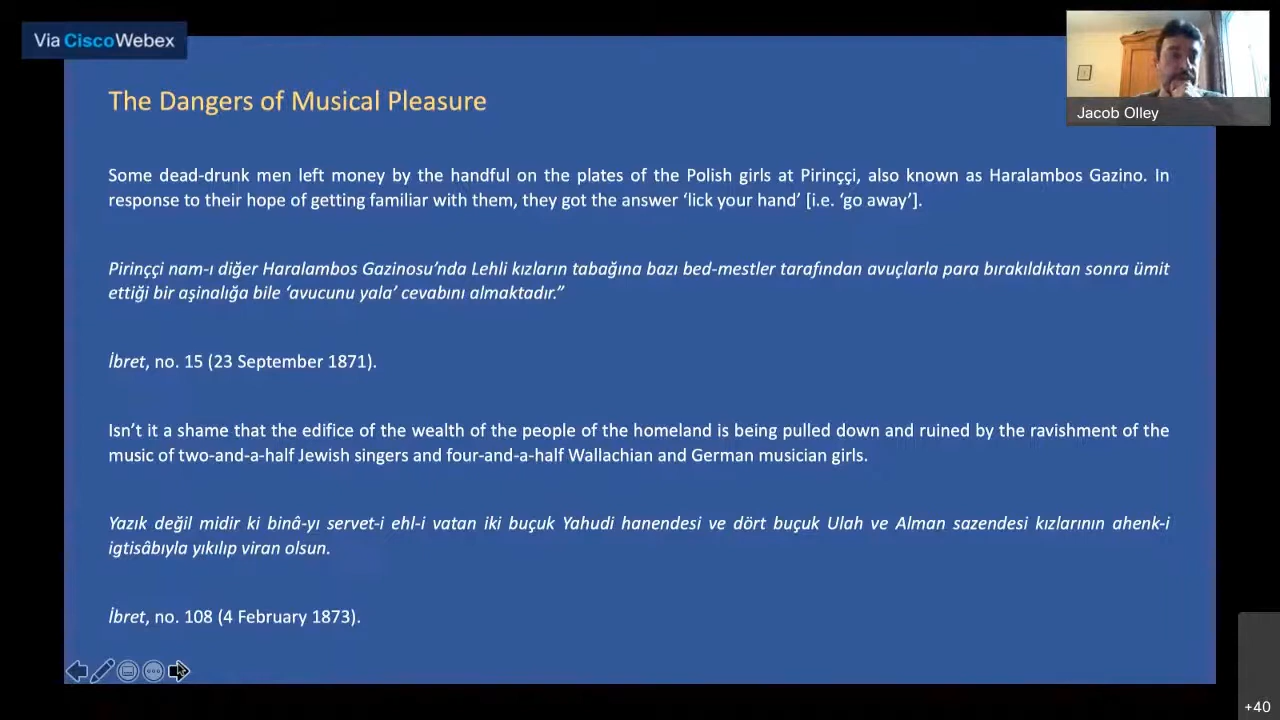 Via CiscoWebex
Jacob Olley
The Dangers of Musical Pleasure
Some dead-drunk men left money by the handful on the plates of the Polish girls at Pirinççi, also known as Haralambos Gazino. In
response to their hope of getting familiar with them, they got the answer ‘lick your hand’ [i.e. ‘go away’].
Pirinççi nam-ı diğer Haralambos Gazinosu’nda Lehli kızların tabağına bazı bed-mestler tarafından avuçlarla para bırakıldıktan sonra ümit
ettiği bir aşinalığa bile ‘avucunu yala’ cevabını almaktadır.”
İbret, no. 15 (23 September 1871).
Isn’t it a shame that the edifice of the wealth of the people of the homeland is being pulled down and ruined by the ravishment of the
music of two-and-a-half Jewish singers and four-and-a-half Wallachian and German musician girls.
Yazık değil midir ki binâ-yı servet-i ehl-i vatan iki buçuk Yahudi hanendesi ve dört buçuk Ulah ve Alman sazendesi kızlarının ahenk-i
igtisâbıyla yıkılıp viran olsun.
İbret, no. 108 (4 February 1873).
+40